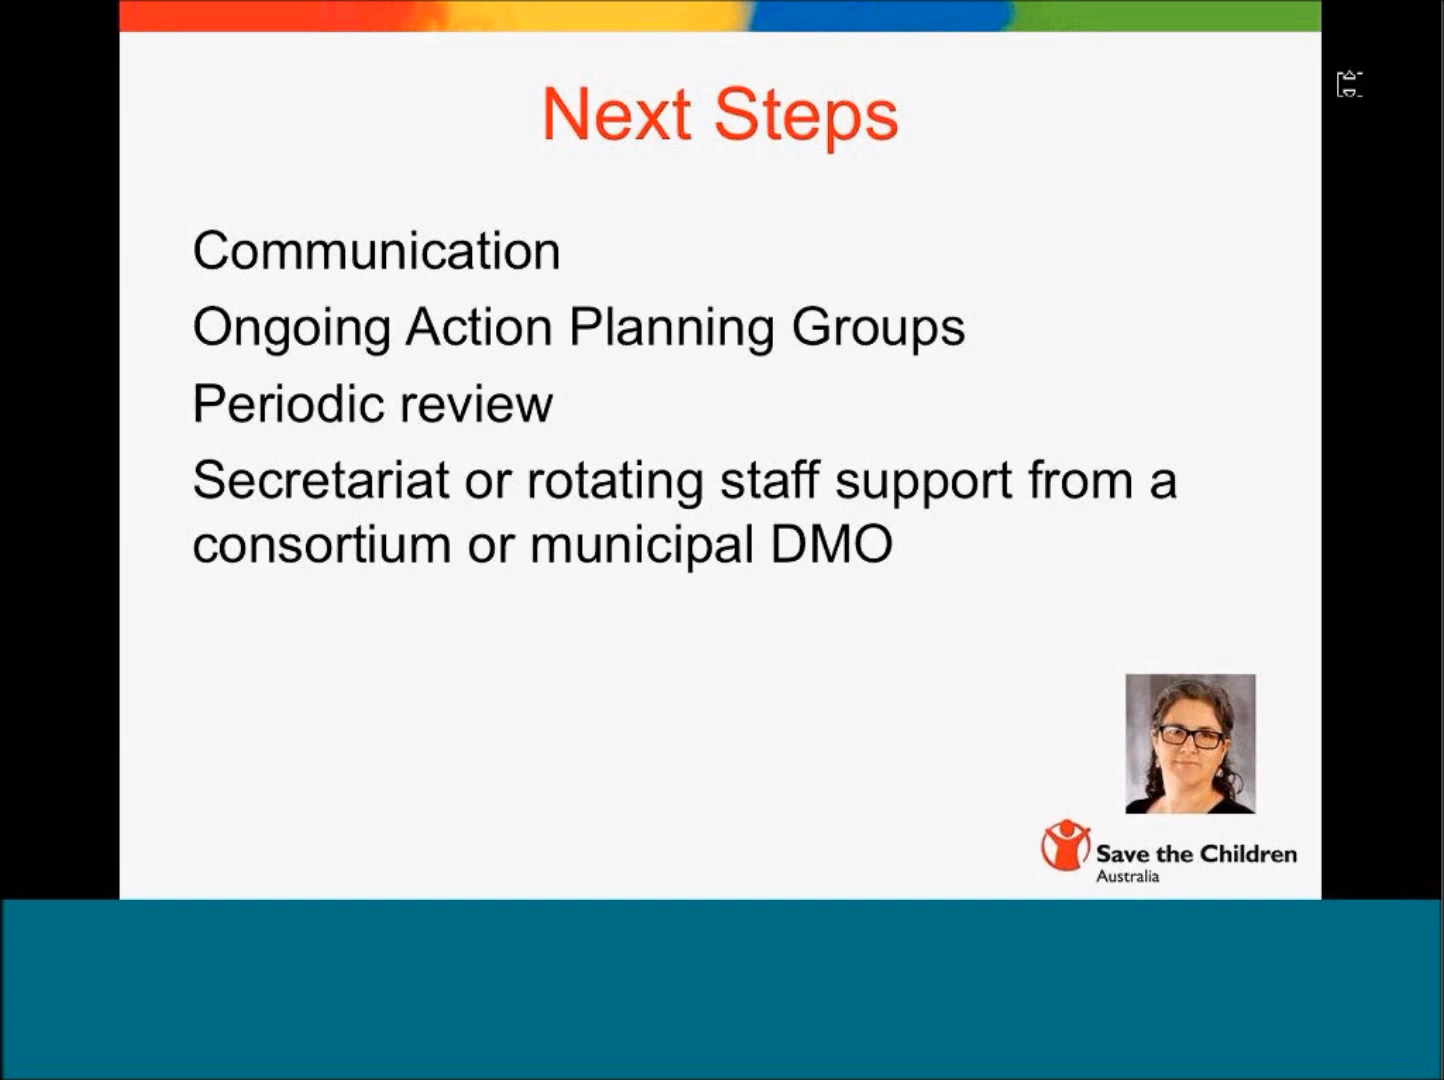 Next Steps
Communication
Ongoing Action Planning Groups
Periodic review
Secretariat or rotating staff support from a
consortium or municipal DMO
Save the Children
Australia